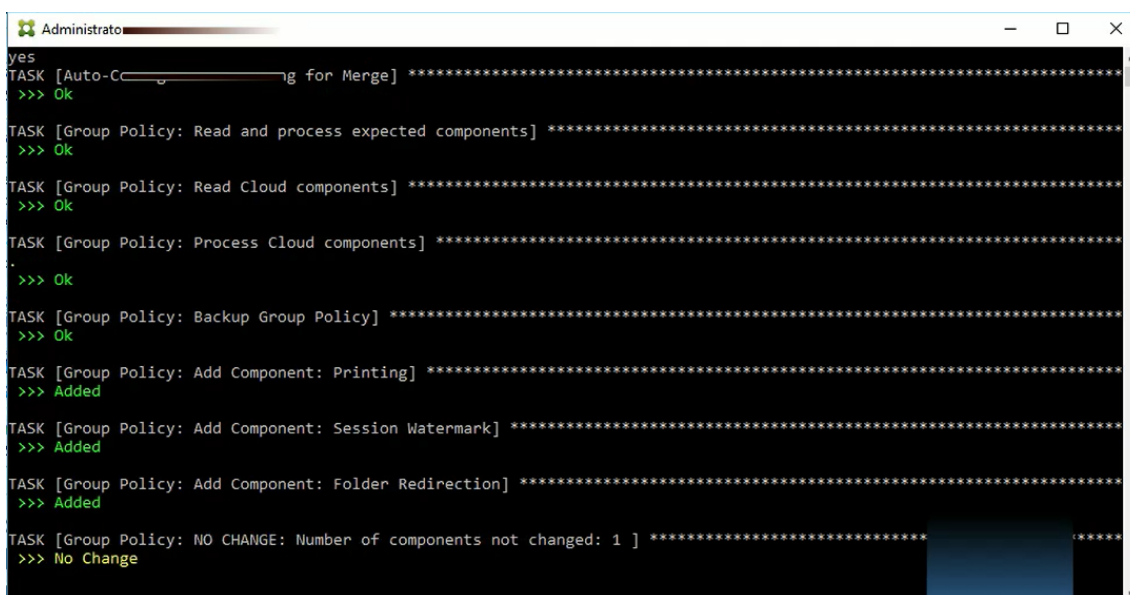 Administrato
yes
TASK [Auto-C g for Merge] *****************************************************************************
>>> Ok
TASK [Group Policy: Read and process expected components] **************************************************************
>>> Ok
TASK [Group Policy: Read Cloud components] *****************************************************************************
>>> Ok
TASK [Group Policy: Process Cloud components] **************************************************************************
.
>>> Ok
TASK [Group Policy: Backup Group Policy] *******************************************************************************
>>> Ok
TASK [Group Policy: Add Component: Printing] ***************************************************************************
>>> Added
TASK [Group Policy: Add Component: Session Watermark] ******************************************************************
>>> Added
TASK [Group Policy: Add Component: Folder Redirection] *****************************************************************
>>> Added
TASK [Group Policy: NO CHANGE: Number of components not changed: 1 ] ****************************** *****
>>> No Change